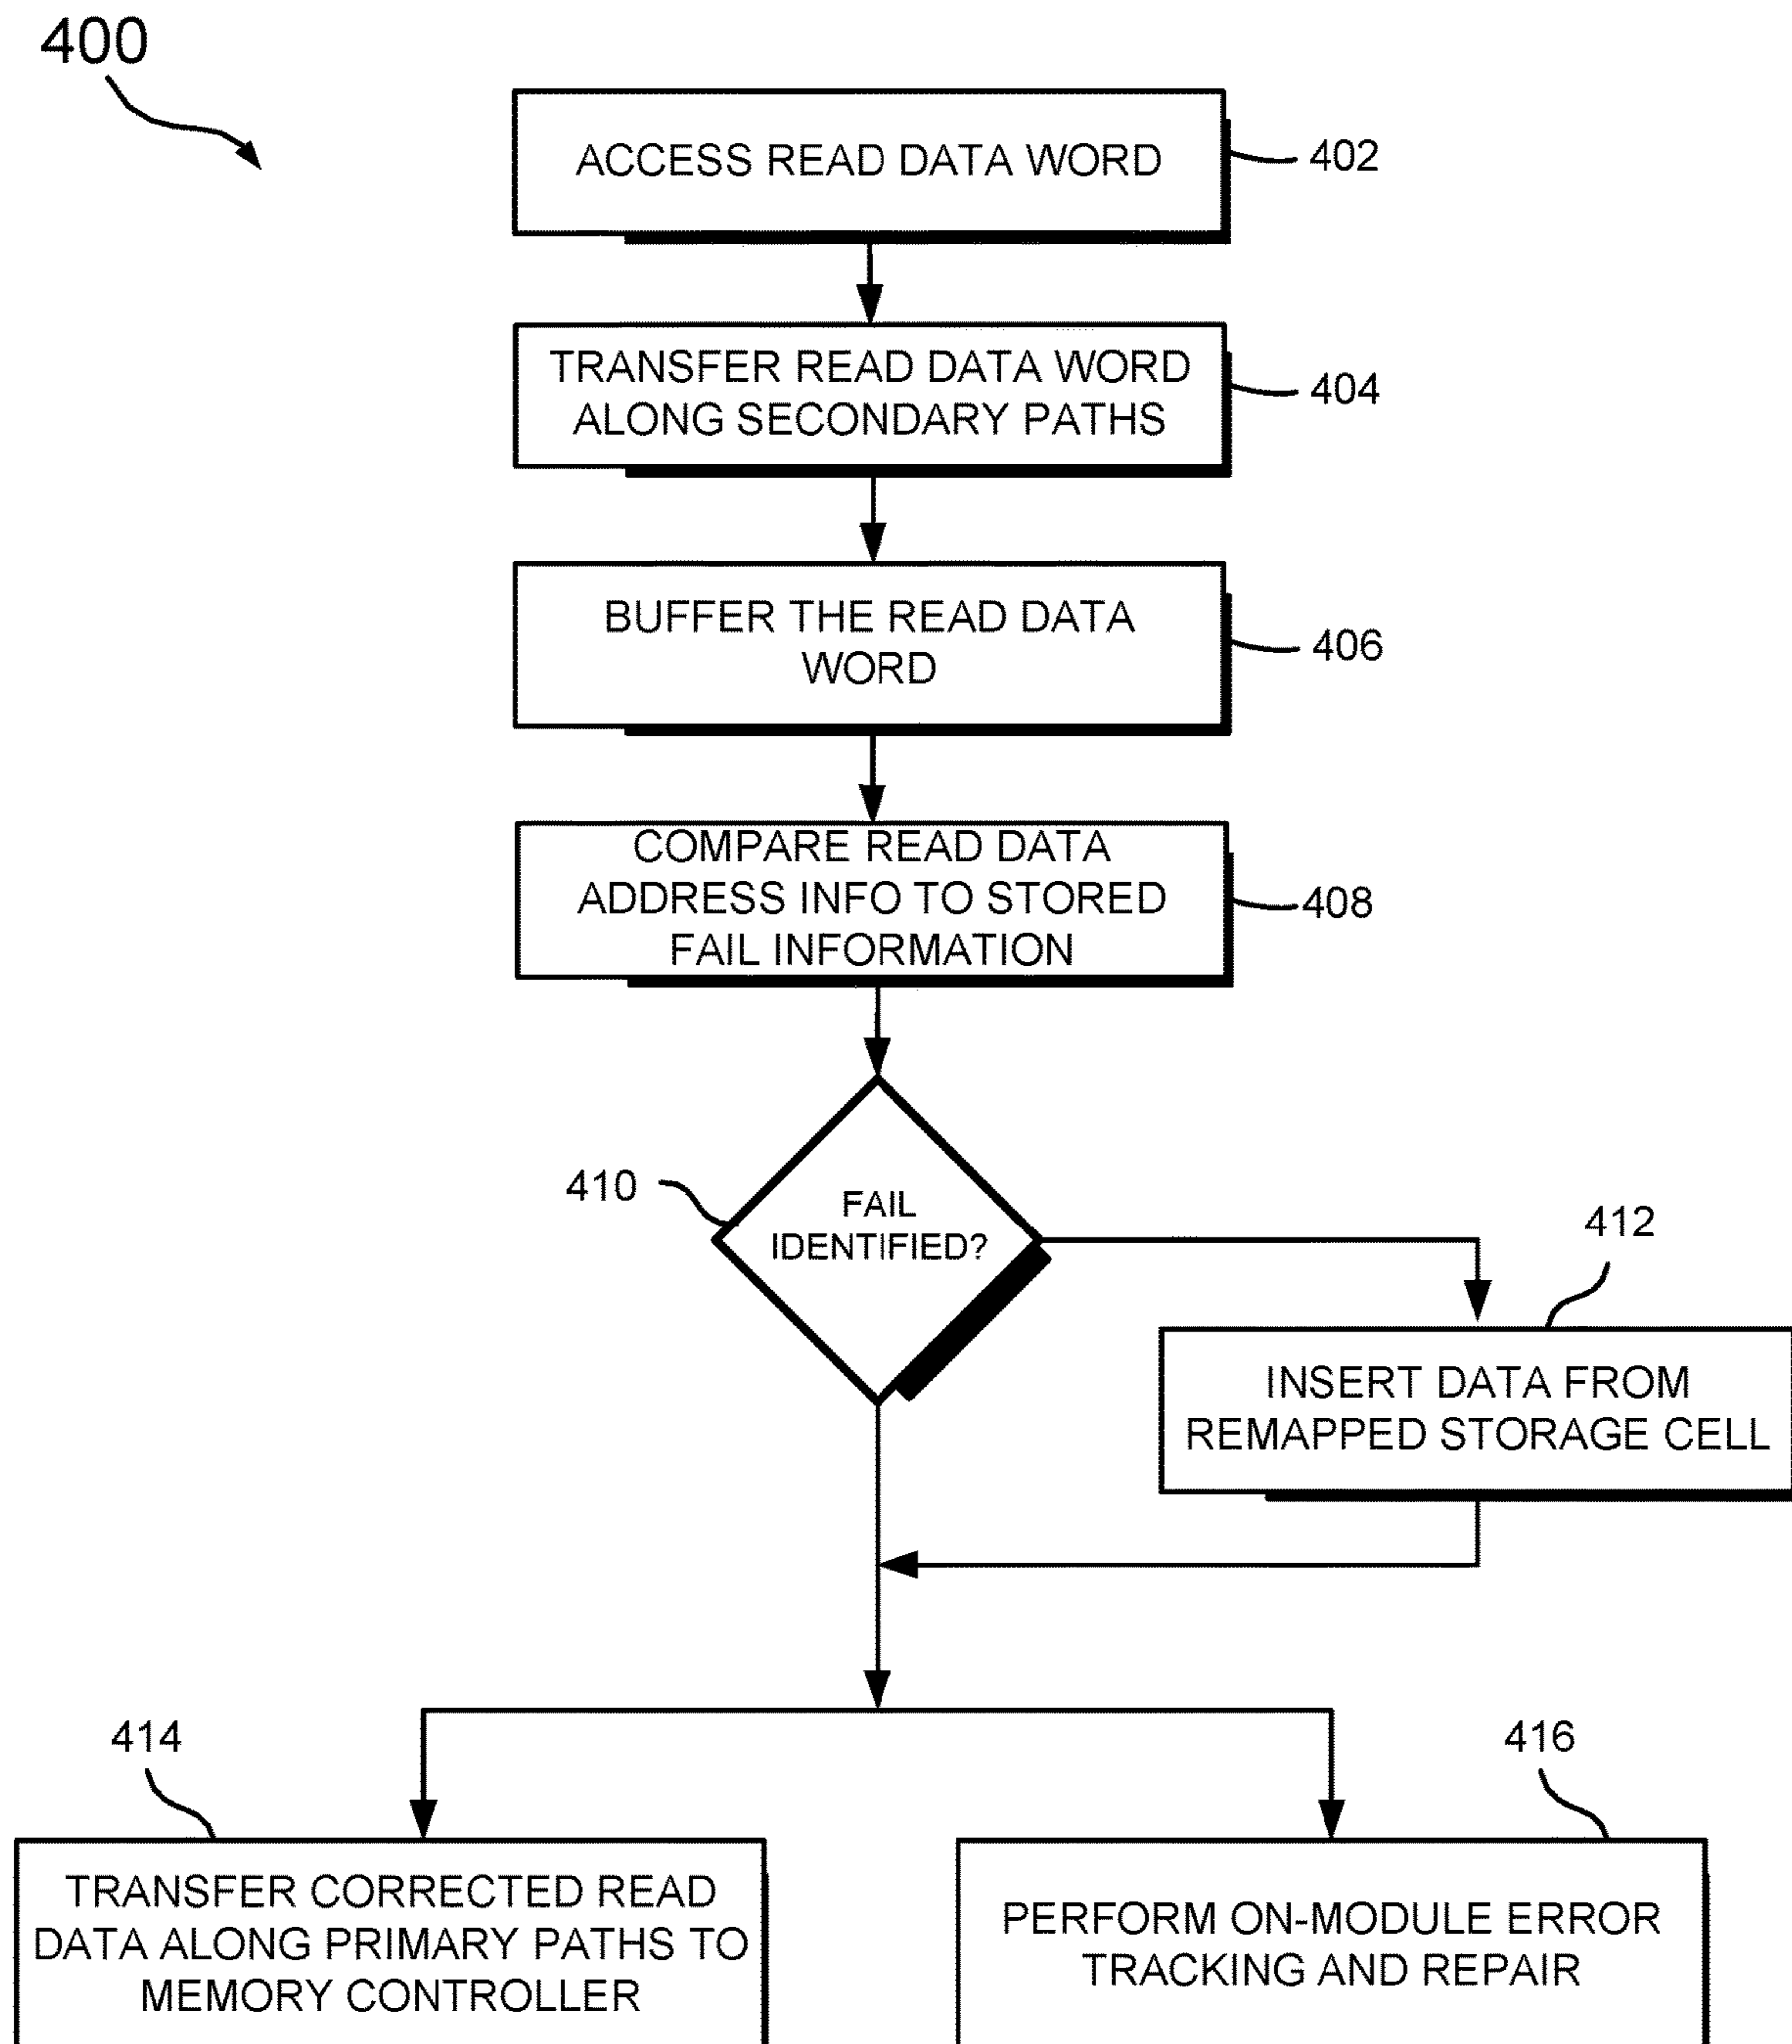 400
ACCESS READ DATA WORD
402
TRANSFER READ DATA WORD
ALONG SECONDARY PATHS
404
BUFFER THE READ DATA
WORD
406
COMPARE READ DATA
ADDRESS INFO TO STORED
FAIL INFORMATION
408
410
FAIL
IDENTIFIED?
412
INSERT DATA FROM
REMAPPED STORAGE CELL
414
TRANSFER CORRECTED READ
DATA ALONG PRIMARY PATHS TO
MEMORY CONTROLLER
416
PERFORM ON-MODULE ERROR
TRACKING AND REPAIR